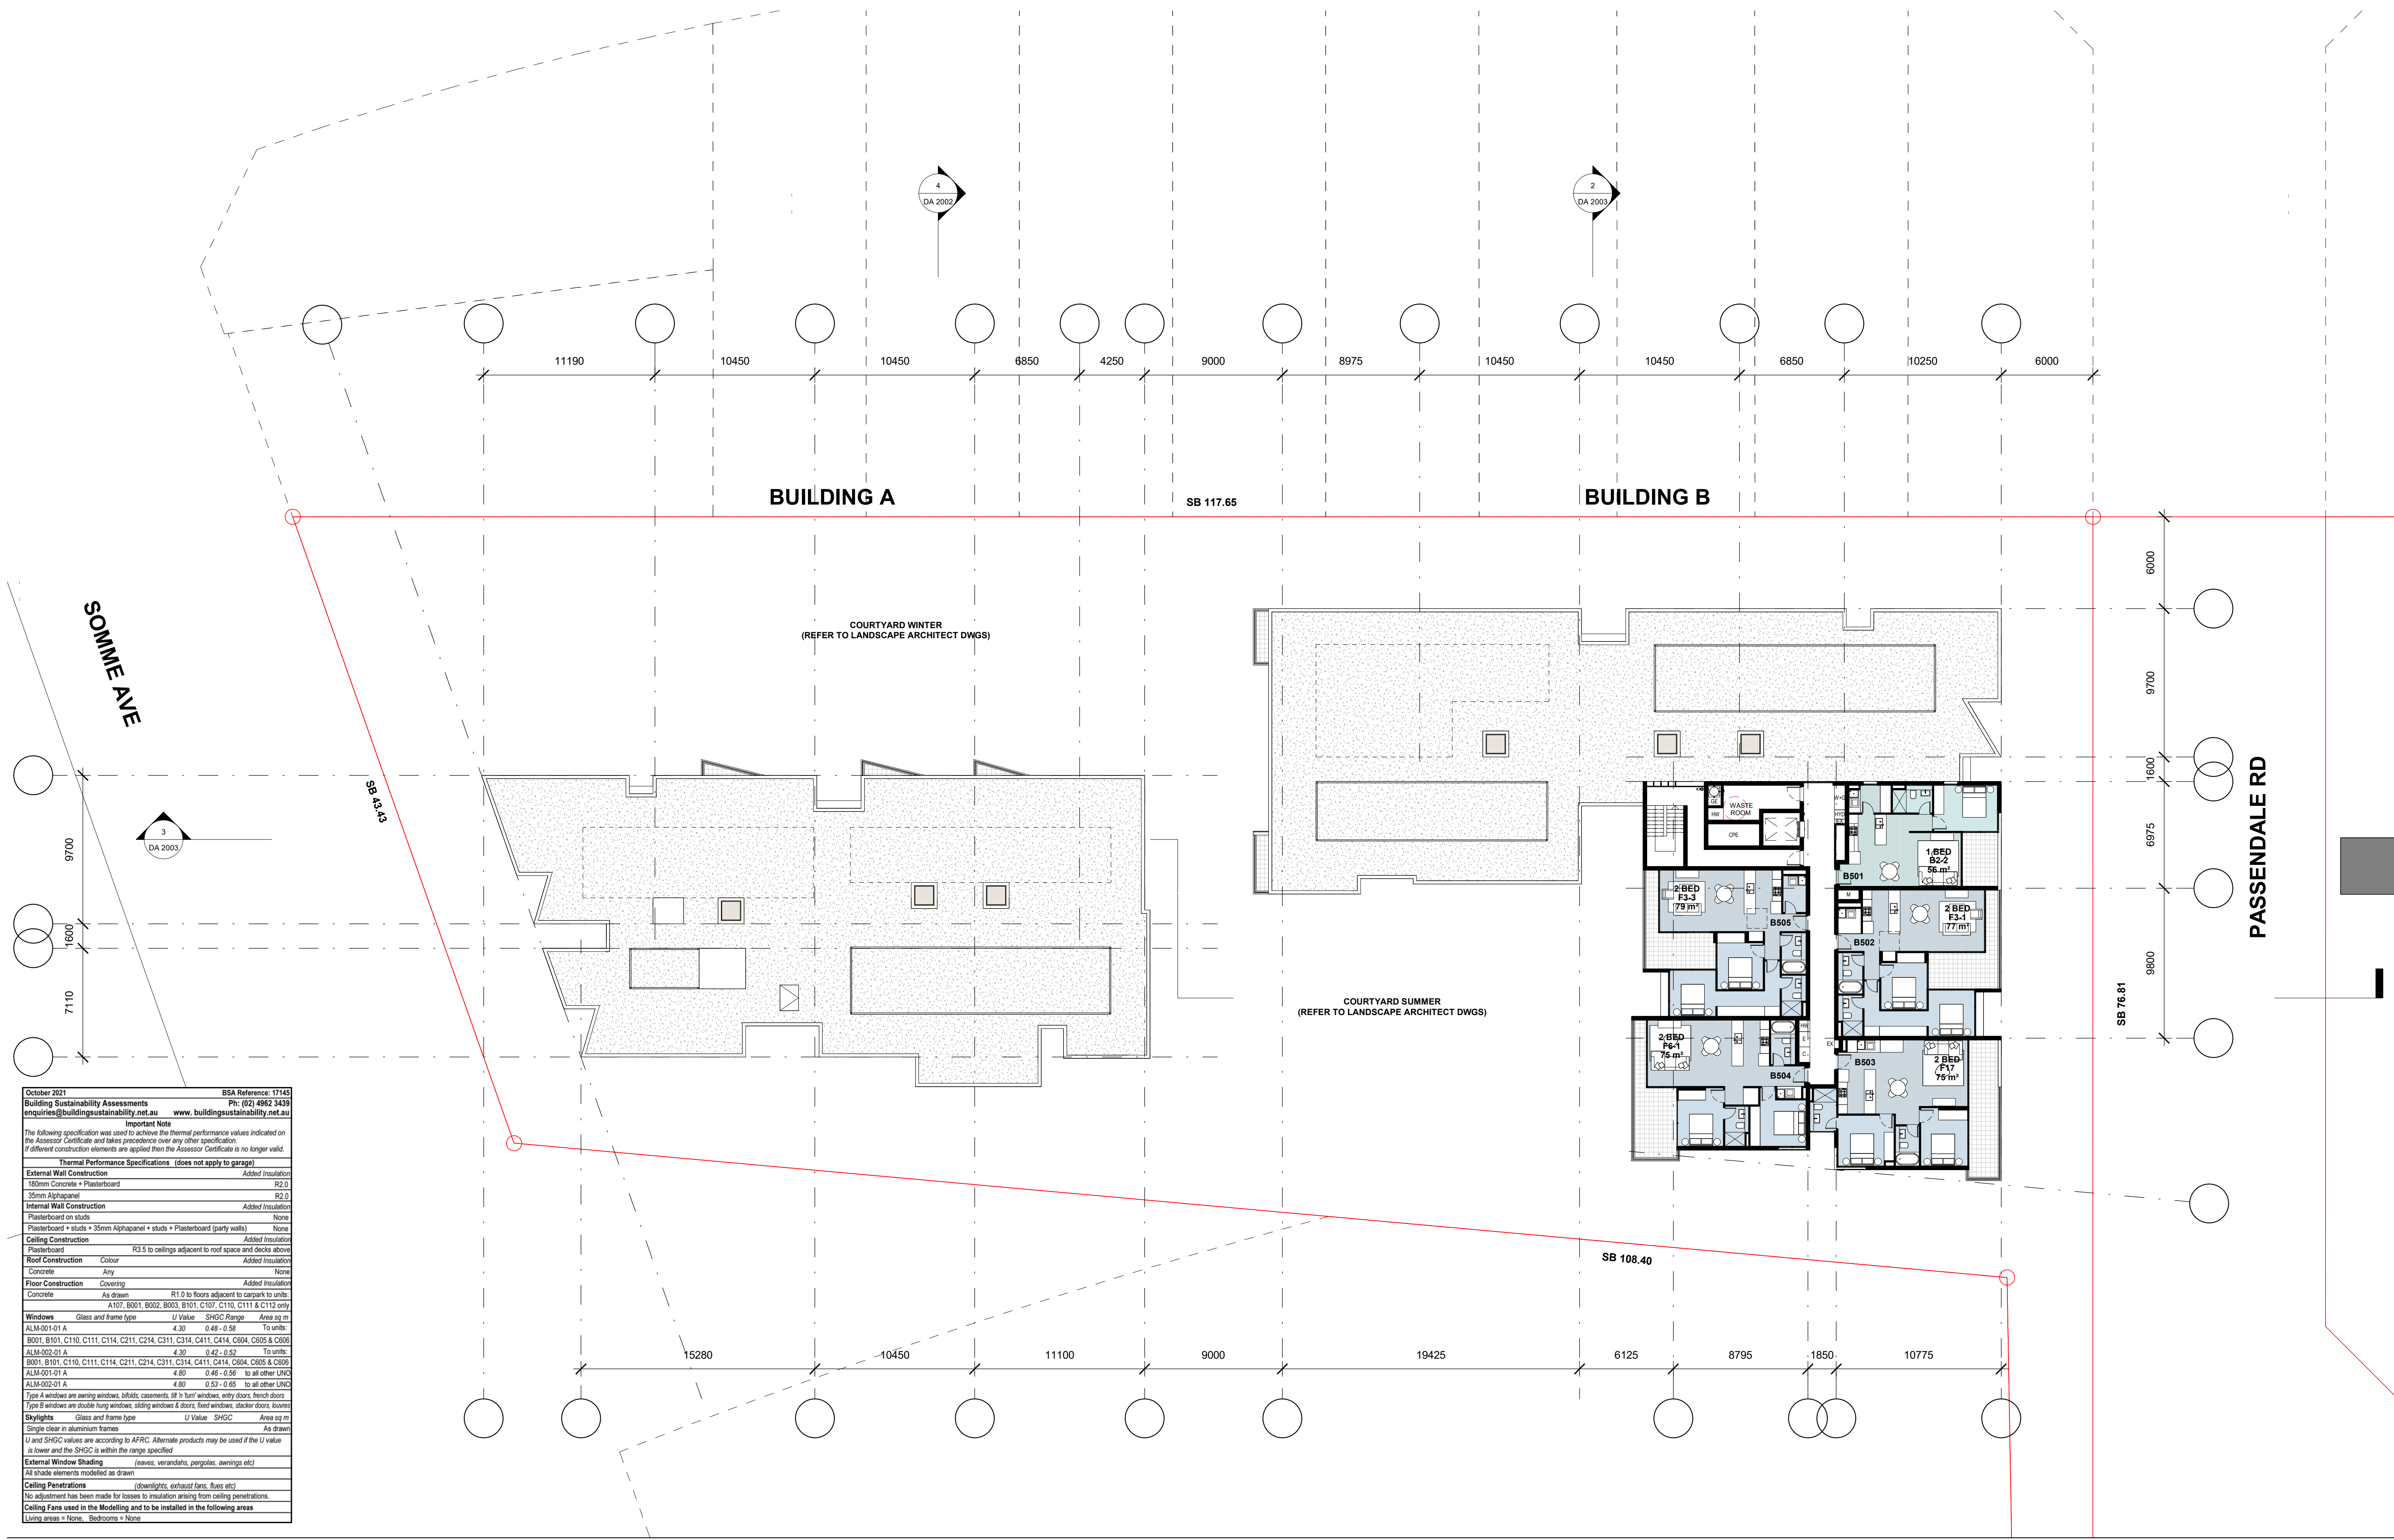 4
DA 2002
2
DA 2003
11190
10450
10450
6850
4250
9000
8975
10450
10450
6850
10250
6000
BUILDING A
SB 117.65
BUILDING B
6000
9700
1600
6975
9800
SOMME AVE
PASSENDALE RD
SB 43.43
SB 76.81
COURTYARD WINTER
(REFER TO LANDSCAPE ARCHITECT DWGS)
3
DA 2003
9700
1600
7110
GE
WASTE
ROOM
HW
CPE
HYD
1 BED
B2-2
56 m²
B501
M
2 BED
F3-3
79 m²
B505
2 BED
F3-1
77 m²
B502
COURTYARD SUMMER
(REFER TO LANDSCAPE ARCHITECT DWGS)
HW
E
C
EX
2 BED
F6-1
75 m²
B504
2 BED
F17
75 m²
B503
SB 108.40
15280
10450
11100
9000
19425
6125
8795
1850
10775
October 2021 BSA Reference: 17145
Building Sustainability Assessments Ph: (02) 4962 3439
enquiries@buildingsustainability.net.au www. buildingsustainability.net.au
Important Note
The following specification was used to achieve the thermal performance values indicated on
the Assessor Certificate and takes precedence over any other specification.
If different construction elements are applied then the Assessor Certificate is no longer valid.
Thermal Performance Specifications (does not apply to garage)
External Wall Construction Added Insulation
180mm Concrete + Plasterboard R2.0
35mm Alphapanel R2.0
Internal Wall Construction Added Insulation
Plasterboard on studs None
Plasterboard + studs + 35mm Alphapanel + studs + Plasterboard (party walls) None
Ceiling Construction Added Insulation
Plasterboard R3.5 to ceilings adjacent to roof space and decks above
Roof Construction Colour Added Insulation
Concrete Any None
Floor Construction Covering Added Insulation
Concrete As drawn R1.0 to floors adjacent to carpark to units:
A107, B001, B002, B003, B101, C107, C110, C111 & C112 only
Windows Glass and frame type U Value SHGC Range Area sq m
ALM-001-01 A 4.30 0.48 - 0.58 To units:
B001, B101, C110, C111, C114, C211, C214, C311, C314, C411, C414, C604, C605 & C606
ALM-002-01 A 4.30 0.42 - 0.52 To units:
B001, B101, C110, C111, C114, C211, C214, C311, C314, C411, C414, C604, C605 & C606
ALM-001-01 A 4.80 0.46 - 0.56 to all other UNO
ALM-002-01 A 4.80 0.53 - 0.65 to all other UNO
Type A windows are awning windows, bifolds, casements, tilt 'n 'turn' windows, entry doors, french doors
Type B windows are double hung windows, sliding windows & doors, fixed windows, stacker doors, louvres
Skylights Glass and frame type U Value SHGC Area sq m
Single clear in aluminium frames As drawn
U and SHGC values are according to AFRC. Alternate products may be used if the U value
is lower and the SHGC is within the range specified
External Window Shading (eaves, verandahs, pergolas, awnings etc)
All shade elements modelled as drawn
Ceiling Penetrations (downlights, exhaust fans, flues etc)
No adjustment has been made for losses to insulation arising from ceiling penetrations.
Ceiling Fans used in the Modelling and to be installed in the following areas
Living areas = None, Bedrooms = None